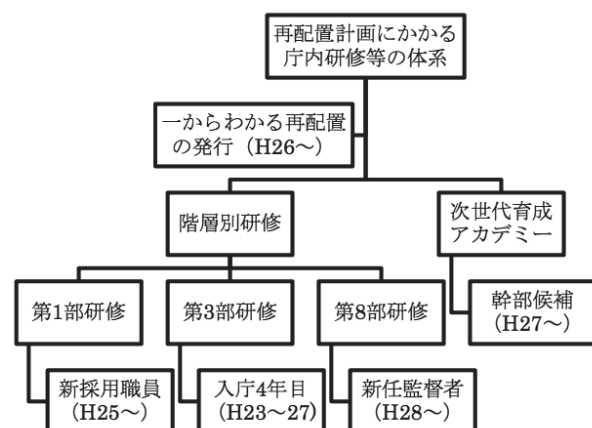 再配置計画にかかる
庁内研修等の体系
一からわかる再配置
の発行（H26～）
階層別研修
次世代育成
アカデミー
第1部研修
第3部研修
第8部研修
幹部候補
（H27～）
新採用職員
（H25～）
入庁4年目
（H23～27)
新任監督者
（H28～）